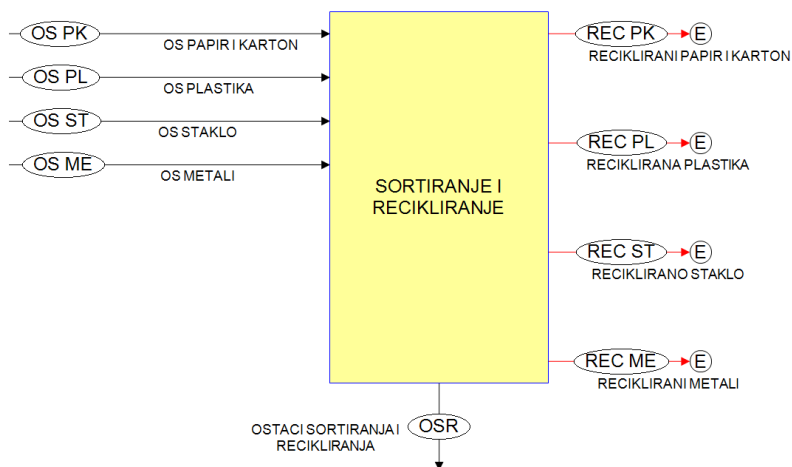 OS PK
OS PAPIR I KARTON
OS PL
OS PLASTIKA
OS ST
OS STAKLO
OS ME
OS METALI
SORTIRANJE I
RECIKLIRANJE
REC PK
E
RECIKLIRANI PAPIR I KARTON
REC PL
E
RECIKLIRANA PLASTIKA
REC ST
E
RECIKLIRANO STAKLO
REC ME
E
RECIKLIRANI METALI
OSTACI SORTIRANJA I
RECIKLIRANJA
OSR